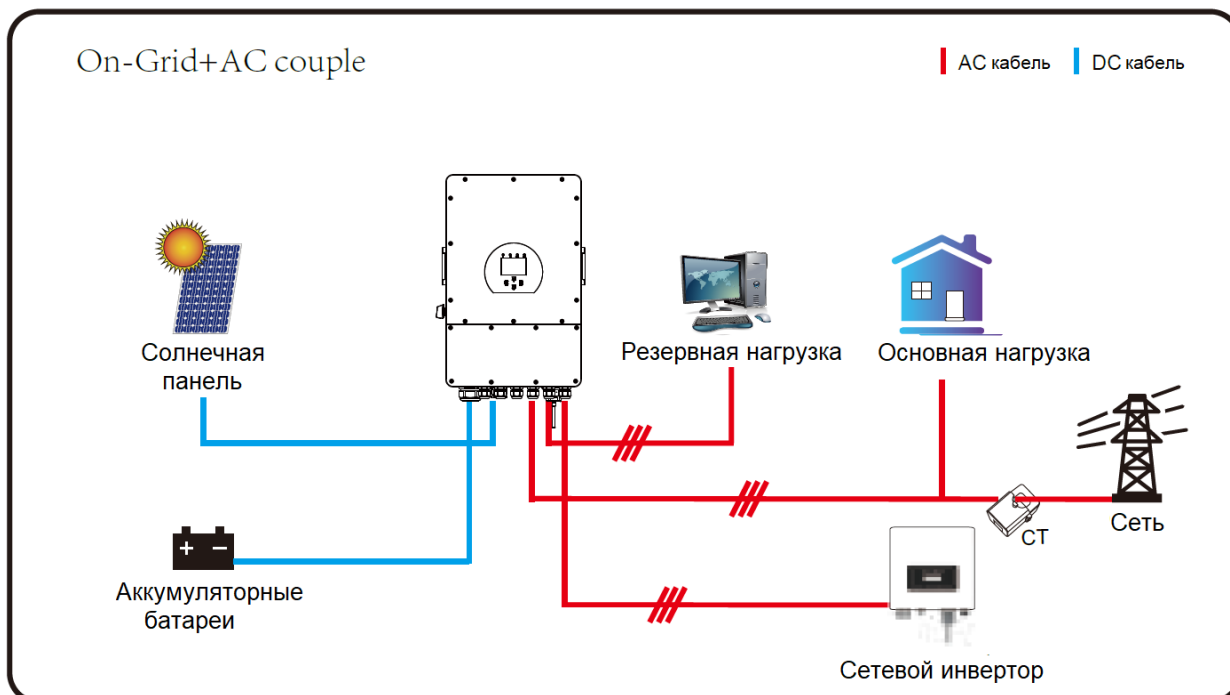 On-Grid+AC couple
AC кабель
DC кабель
Солнечная
панель
Резервная нагрузка
Основная нагрузка
Сеть
CT
Аккумуляторные
батареи
Сетевой инвертор